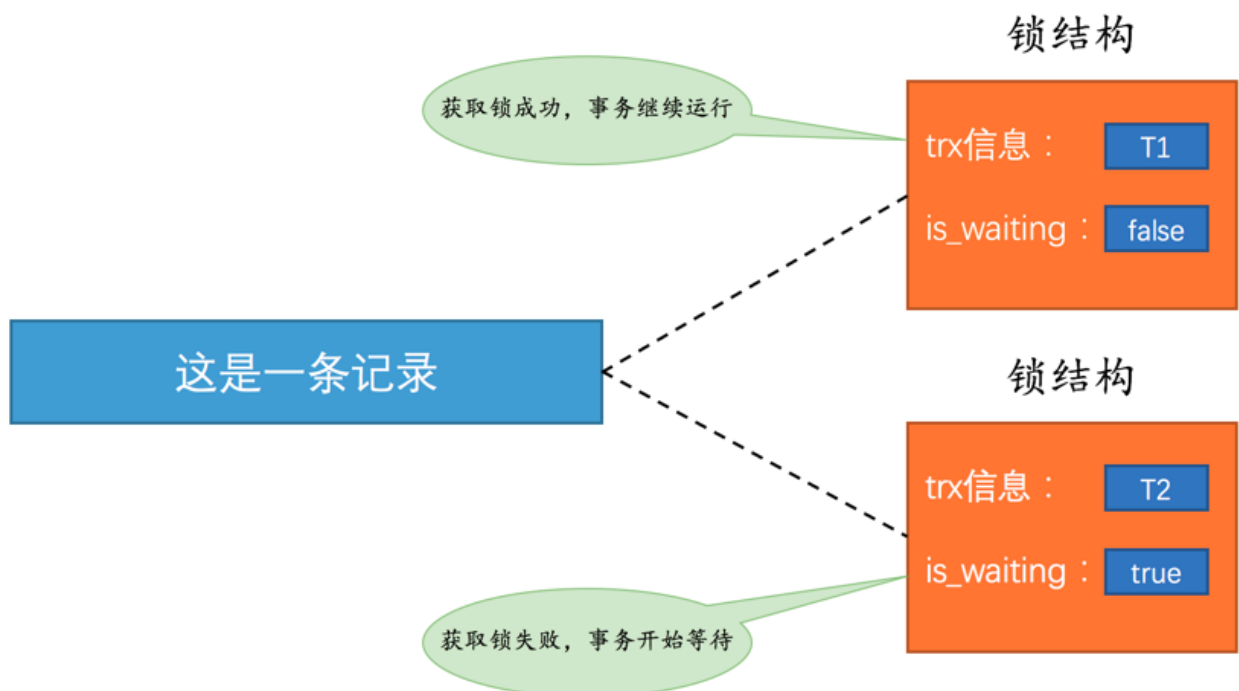 锁结构
获取锁成功，事务继续运行
trx信息： T1
is_waiting： false
这是一条记录
锁结构
trx信息： T2
is_waiting： true
获取锁失败，事务开始等待